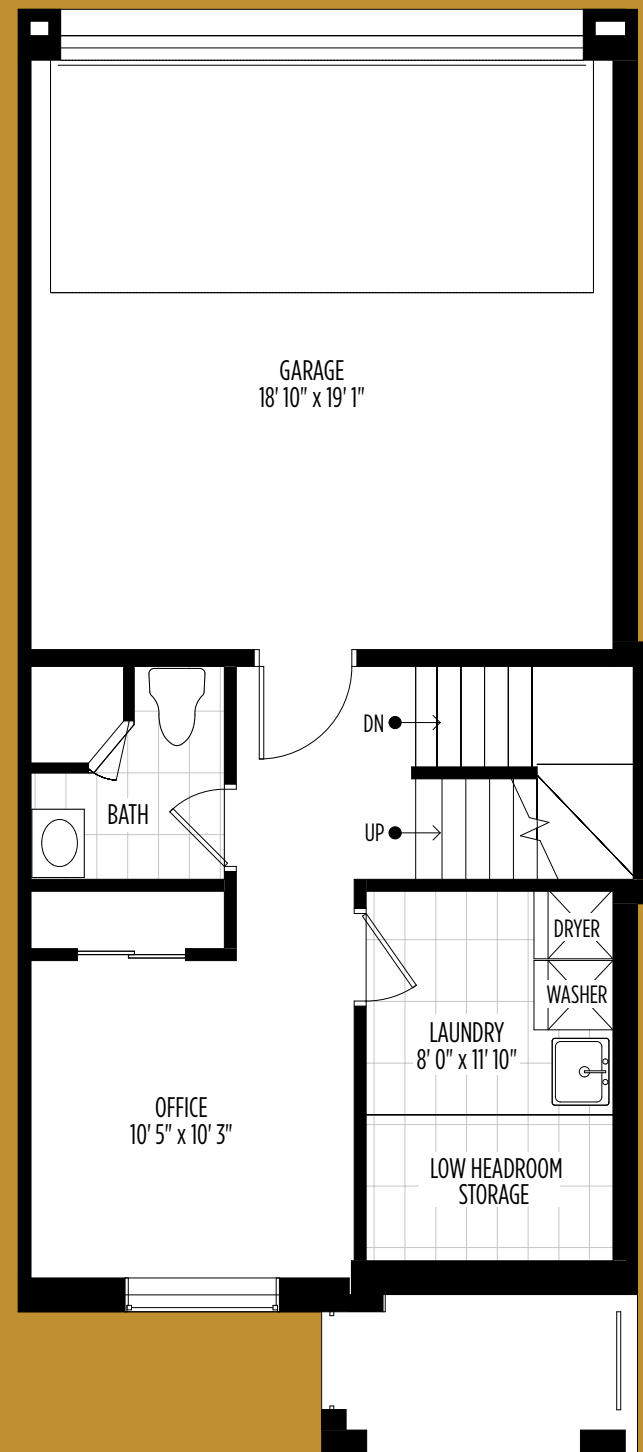 GARAGE
18' 10" x 19' 1"
DN
BATH
UP
DRYER
WASHER
LAUNDRY
8' 0" x 11' 10"
OFFICE
10' 5" x 10' 3"
LOW HEADROOM
STORAGE